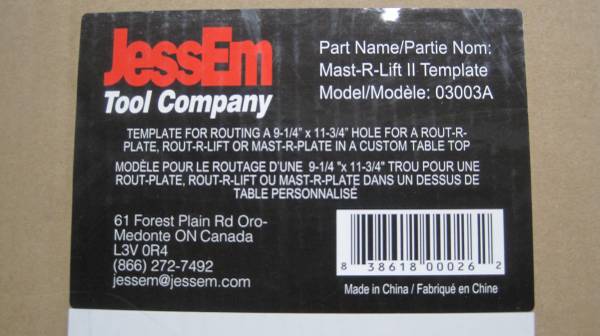 JessEm
Tool Company
Part Name/Partie Nom:
Mast-R-Lift II Template
Model/Modèle: 03003A
TEMPLATE FOR ROUTING A 9-1/4" x 11-3/4" HOLE FOR A ROUT-R-
PLATE, ROUT-R-LIFT OR MAST-R-PLATE IN A CUSTOM TABLE TOP
MODÈLE POUR LE ROUTAGE D'UNE 9-1/4 "x 11-3/4" TROU POUR UNE
ROUT-PLATE, ROUT-R-LIFT OU MAST-R-PLATE DANS UN DESSUS DE
TABLE PERSONNALISÉ
61 Forest Plain Rd Oro-
Medonte ON Canada
L3V 0R4
(866) 272-7492
jessem@jessem.com
8 38618 00026 2
Made in China / Fabriqué en Chine